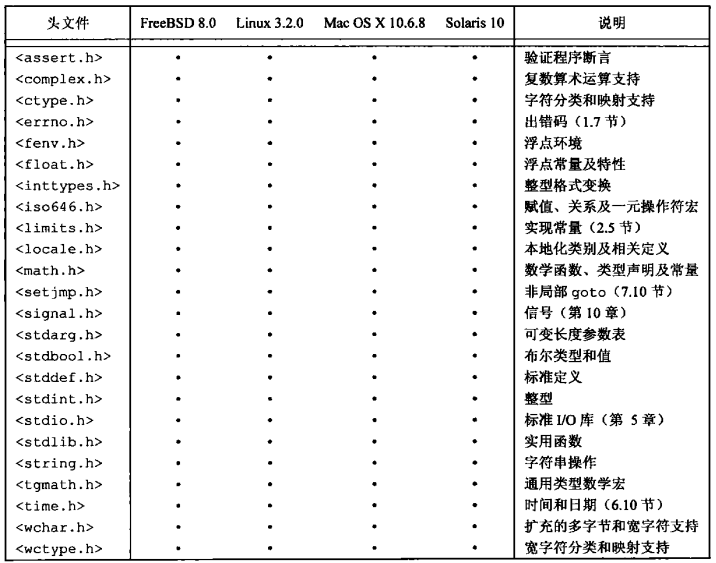 头文件 FreeBSD 8.0 Linux 3.2.0 Mac OS X 10.6.8 Solaris 10 说明
<assert.h> • • • • 验证程序断言
<complex.h> • • • • 复数算术运算支持
<ctype.h> • • • • 字符分类和映射支持
<errno.h> • • • • 出错码（1.7 节）
<fenv.h> • • • • 浮点环境
<float.h> • • • • 浮点常量及特性
<inttypes.h> • • • • 整型格式变换
<iso646.h> • • • • 赋值、关系及一元操作符宏
<limits.h> • • • • 实现常量（2.5 节）
<locale.h> • • • • 本地化类别及相关定义
<math.h> • • • • 数学函数、类型声明及常量
<setjmp.h> • • • • 非局部 goto（7.10 节）
<signal.h> • • • • 信号（第 10 章）
<stdarg.h> • • • • 可变长度参数表
<stdbool.h> • • • • 布尔类型和值
<stddef.h> • • • • 标准定义
<stdint.h> • • • • 整型
<stdio.h> • • • • 标准 I/O 库（第 5 章）
<stdlib.h> • • • • 实用函数
<string.h> • • • • 字符串操作
<tgmath.h> • • • • 通用类型数学宏
<time.h> • • • • 时间和日期（6.10 节）
<wchar.h> • • • • 扩充的多字节和宽字符支持
<wctype.h> • • • • 宽字符分类和映射支持